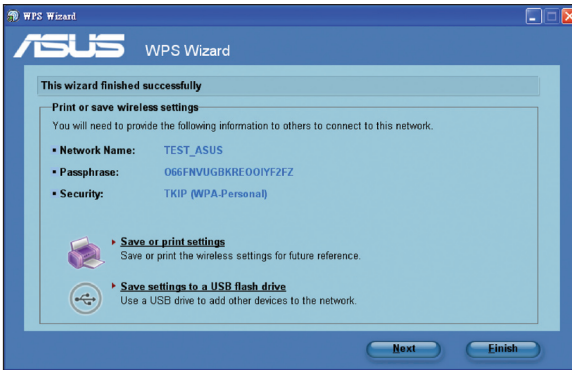 WPS Wizard
ASUS WPS Wizard
This wizard finished successfully
Print or save wireless settings
You will need to provide the following information to others to connect to this network.
Network Name: TEST_ASUS
Passphrase: O66FNVUGBKREOOIYF2FZ
Security: TKIP (WPA-Personal)
Save or print settings
Save or print the wireless settings for future reference.
Save settings to a USB flash drive
Use a USB drive to add other devices to the network.
Next Finish